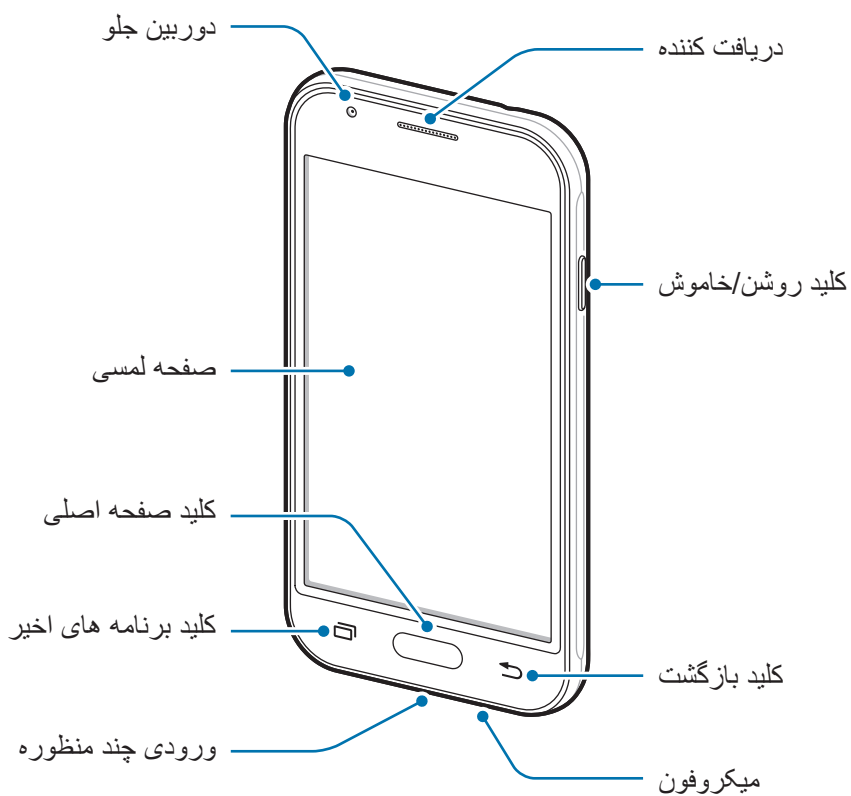 دوربین جلو
دریافت کننده
کلید روشن/خاموش
صفحه لمسی
کلید صفحه اصلی
کلید برنامه های اخیر
کلید بازگشت
ورودی چند منظوره
میکروفون